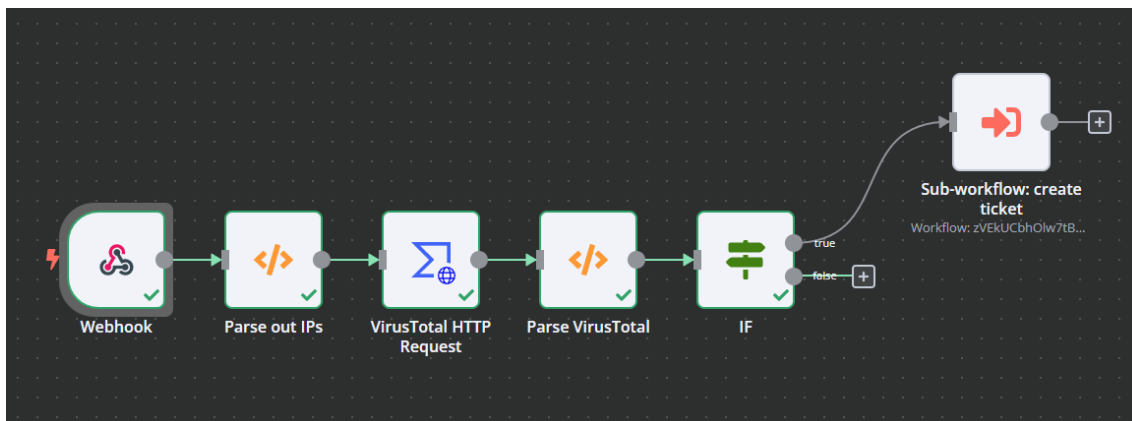 Sub-workflow: create
ticket
Workflow: zVEkUCbhOlw7tB...
true
false
Webhook
Parse out IPs
VirusTotal HTTP
Request
Parse VirusTotal
IF